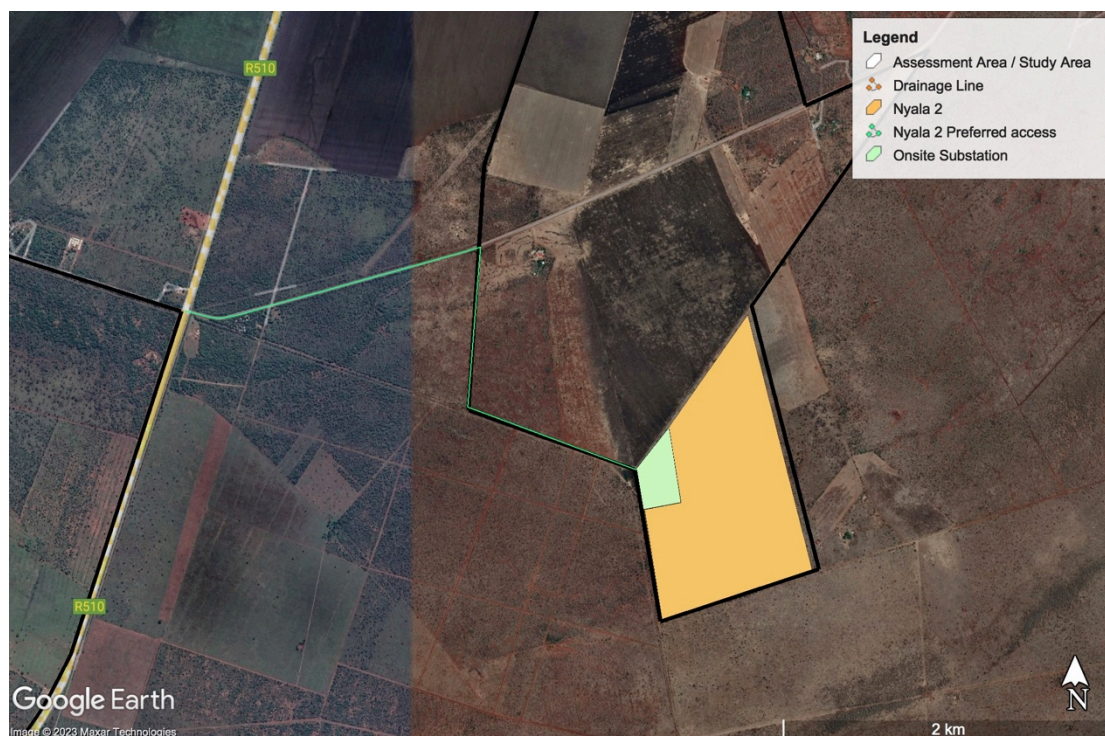 R510
Legend
Assessment Area / Study Area
Drainage Line
Nyala 2
Nyala 2 Preferred access
Onsite Substation
R510
Google Earth
Image © 2023 Maxar Technologies
N
2 km